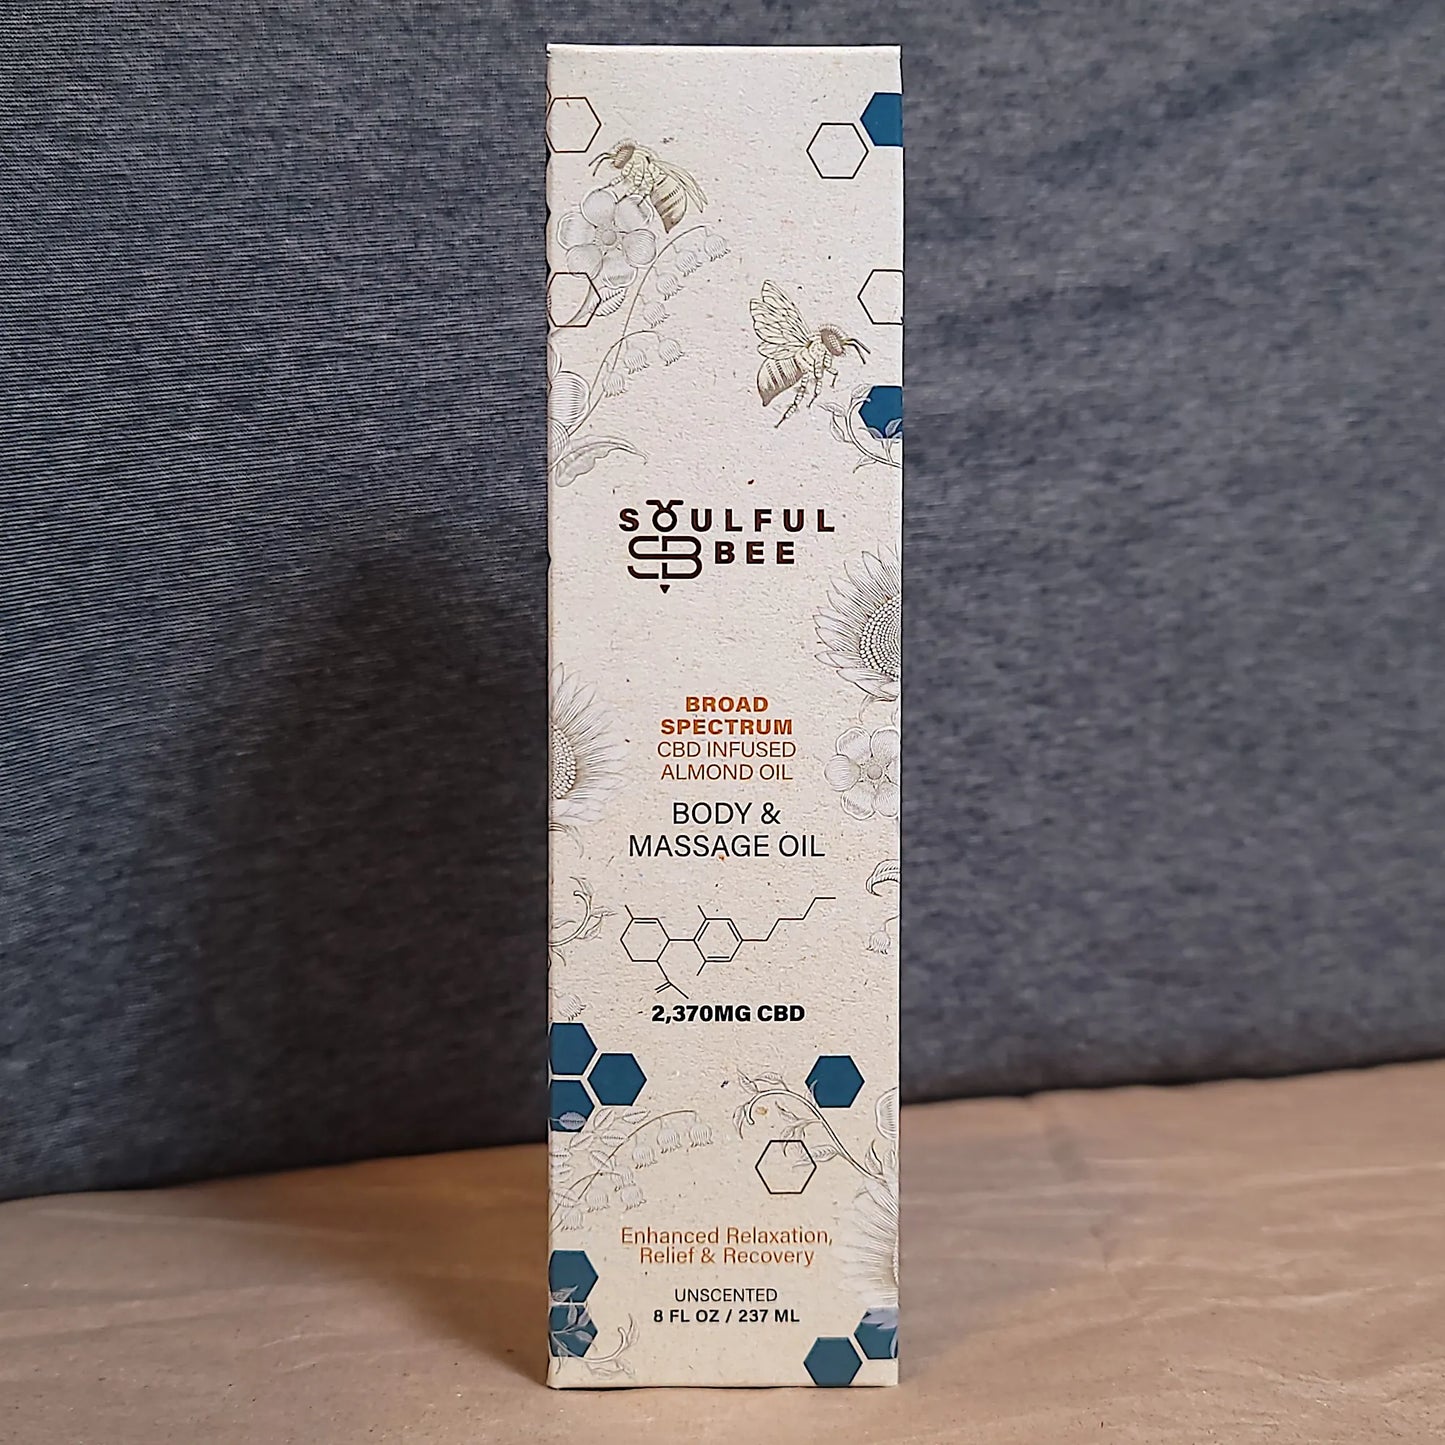 SOULFUL
SB BEE
BROAD
SPECTRUM
CBD INFUSED
ALMOND OIL
BODY &
MASSAGE OIL
2,370MG CBD
Enhanced Relaxation,
Relief & Recovery
UNSCENTED
8 FL OZ / 237 ML